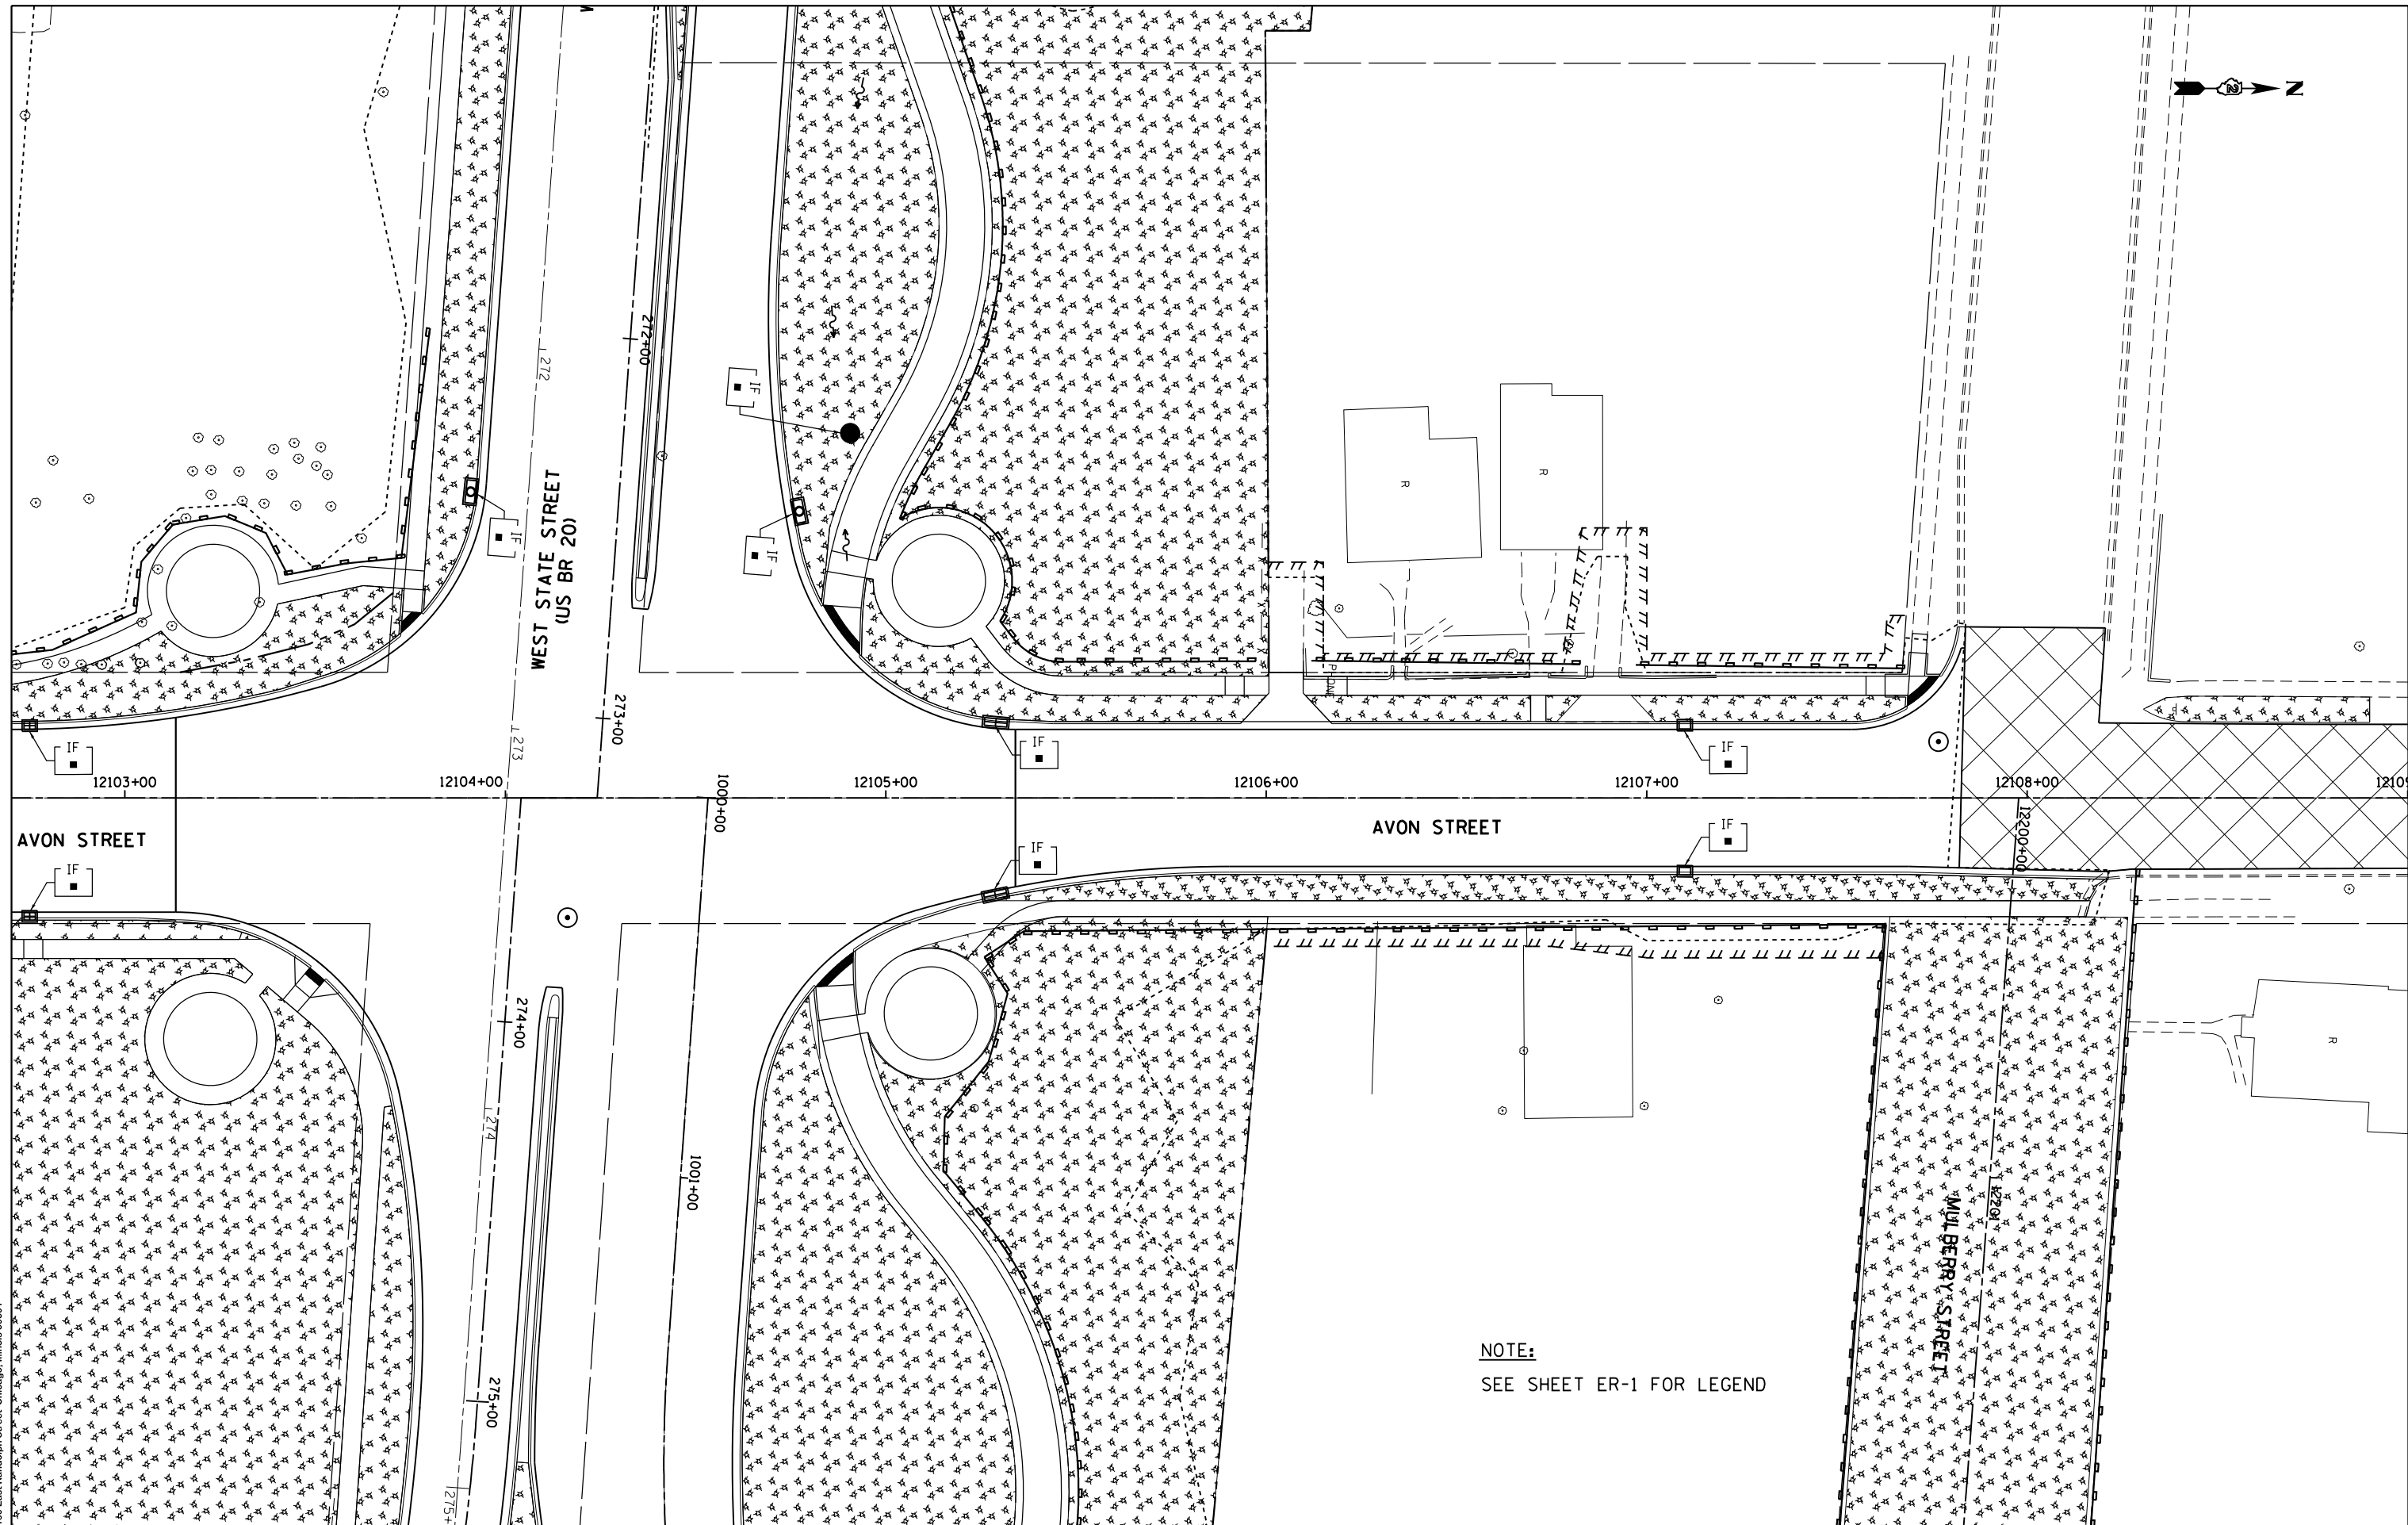 N
272+00
272
IF
IF
IF
WEST STATE STREET
(US BR 20)
R
R
PHONE
273+00
273
IF
IF
IF
12103+00
12104+00
1000+00
12105+00
12106+00
12107+00
12108+00
AVON STREET
AVON STREET
IF
IF
IF
12200+00
274+00
274
1001+00
R
12201
MULBERRY STREET
NOTE:
SEE SHEET ER-1 FOR LEGEND
275+00